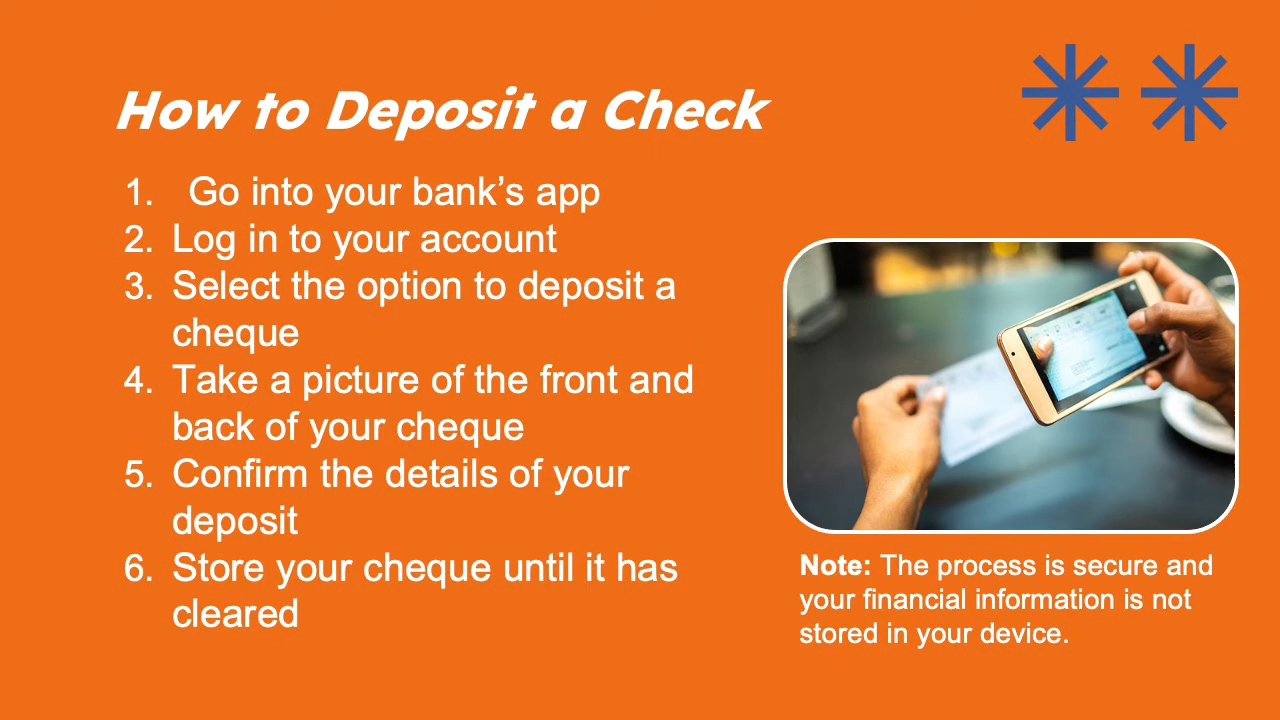 How to Deposit a Check
1. Go into your bank's app
2. Log in to your account
3. Select the option to deposit a
cheque
4. Take a picture of the front and
back of your cheque
5. Confirm the details of your
deposit
6. Store your cheque until it has
cleared
Note: The process is secure and
your financial information is not
stored in your device.